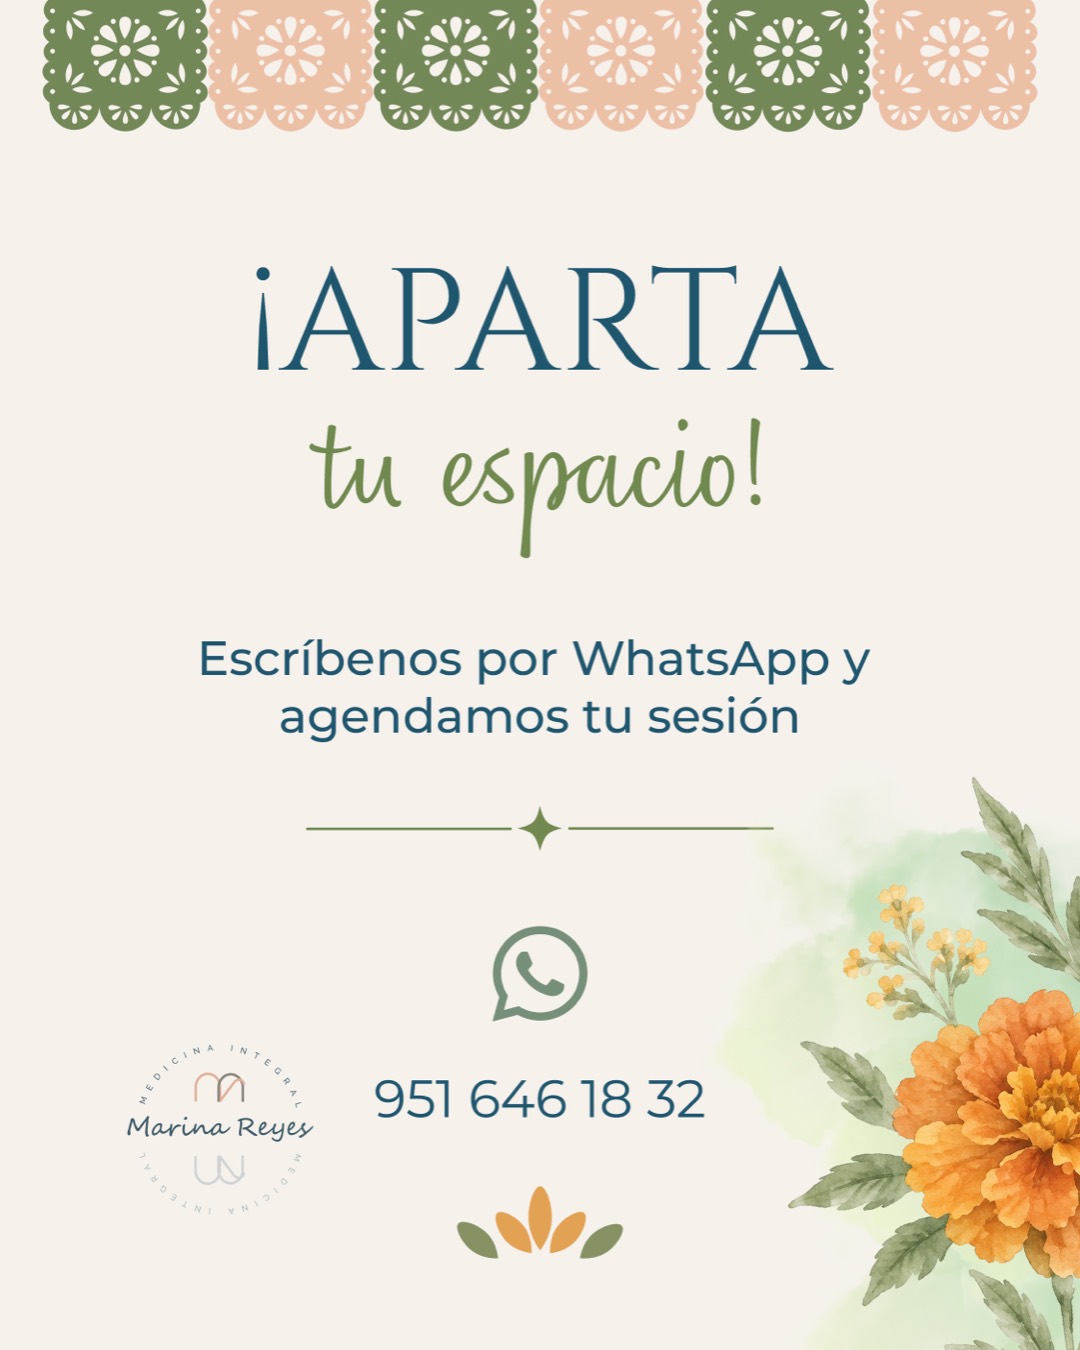 ¡APARTA
tu espacio!
Escríbenos por WhatsApp y
agendamos tu sesión
MEDICINA INTEGRAL
Marina Reyes
MEDICINA INTEGRAL
951 646 18 32